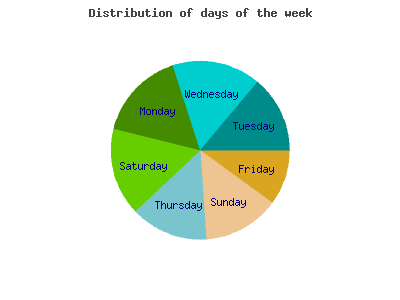 Distribution of days of the week
Wednesday
Monday
Tuesday
Saturday
Friday
Thursday
Sunday